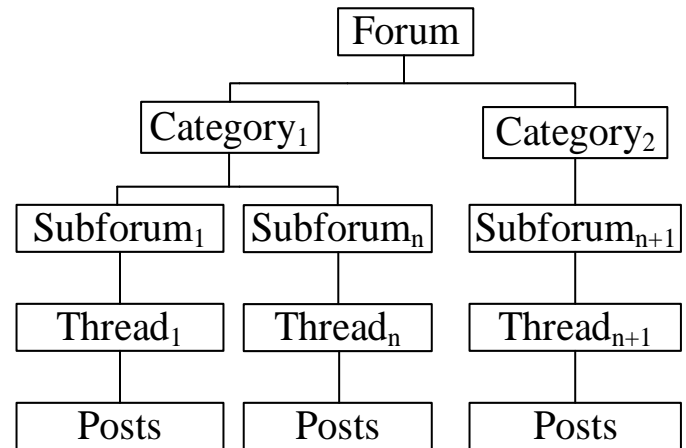 Forum
Category₁
Category₂
Subforum₁
Subforumₙ
Subforumₙ₊₁
Thread₁
Threadₙ
Threadₙ₊₁
Posts
Posts
Posts